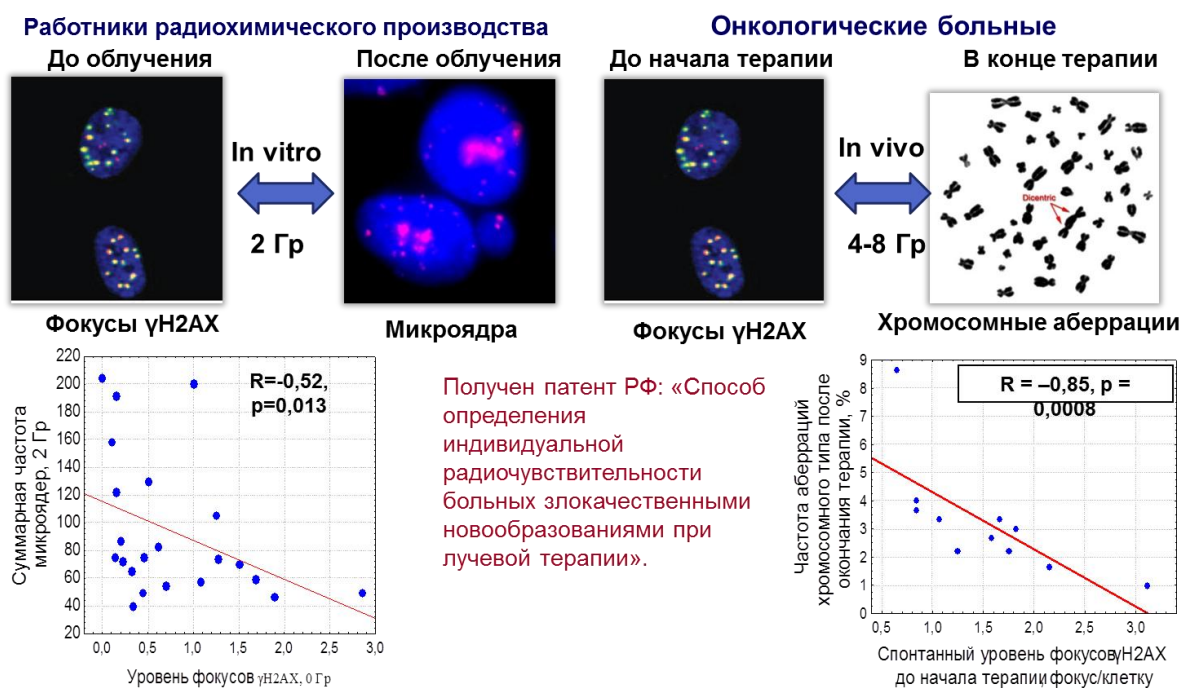 Работники радиохимического производства
До облучения
После облучения
In vitro
2 Гр
Фокусы γH2AX
Микроядра
Онкологические больные
До начала терапии
В конце терапии
In vivo
4-8 Гр
Dicentric
Фокусы γH2AX
Хромосомные аберрации
Суммарная частота
микроядер, 2 Гр
220
200
180
160
140
120
100
80
60
40
20
R=-0,52,
p=0,013
0,0 0,5 1,0 1,5 2,0 2,5 3,0
Уровень фокусов γH2AX, 0 Гр
Получен патент РФ: «Способ
определения
индивидуальной
радиочувствительности
больных злокачественными
новообразованиями при
лучевой терапии».
Частота аберраций
хромосомного типа после
окончания терапии, %
9
8
7
6
5
4
3
2
1
0
R = –0,85, p =
0,0008
0,5 1,0 1,5 2,0 2,5 3,0
Спонтанный уровень фокусовγH2AX
до начала терапии, фокус/клетку